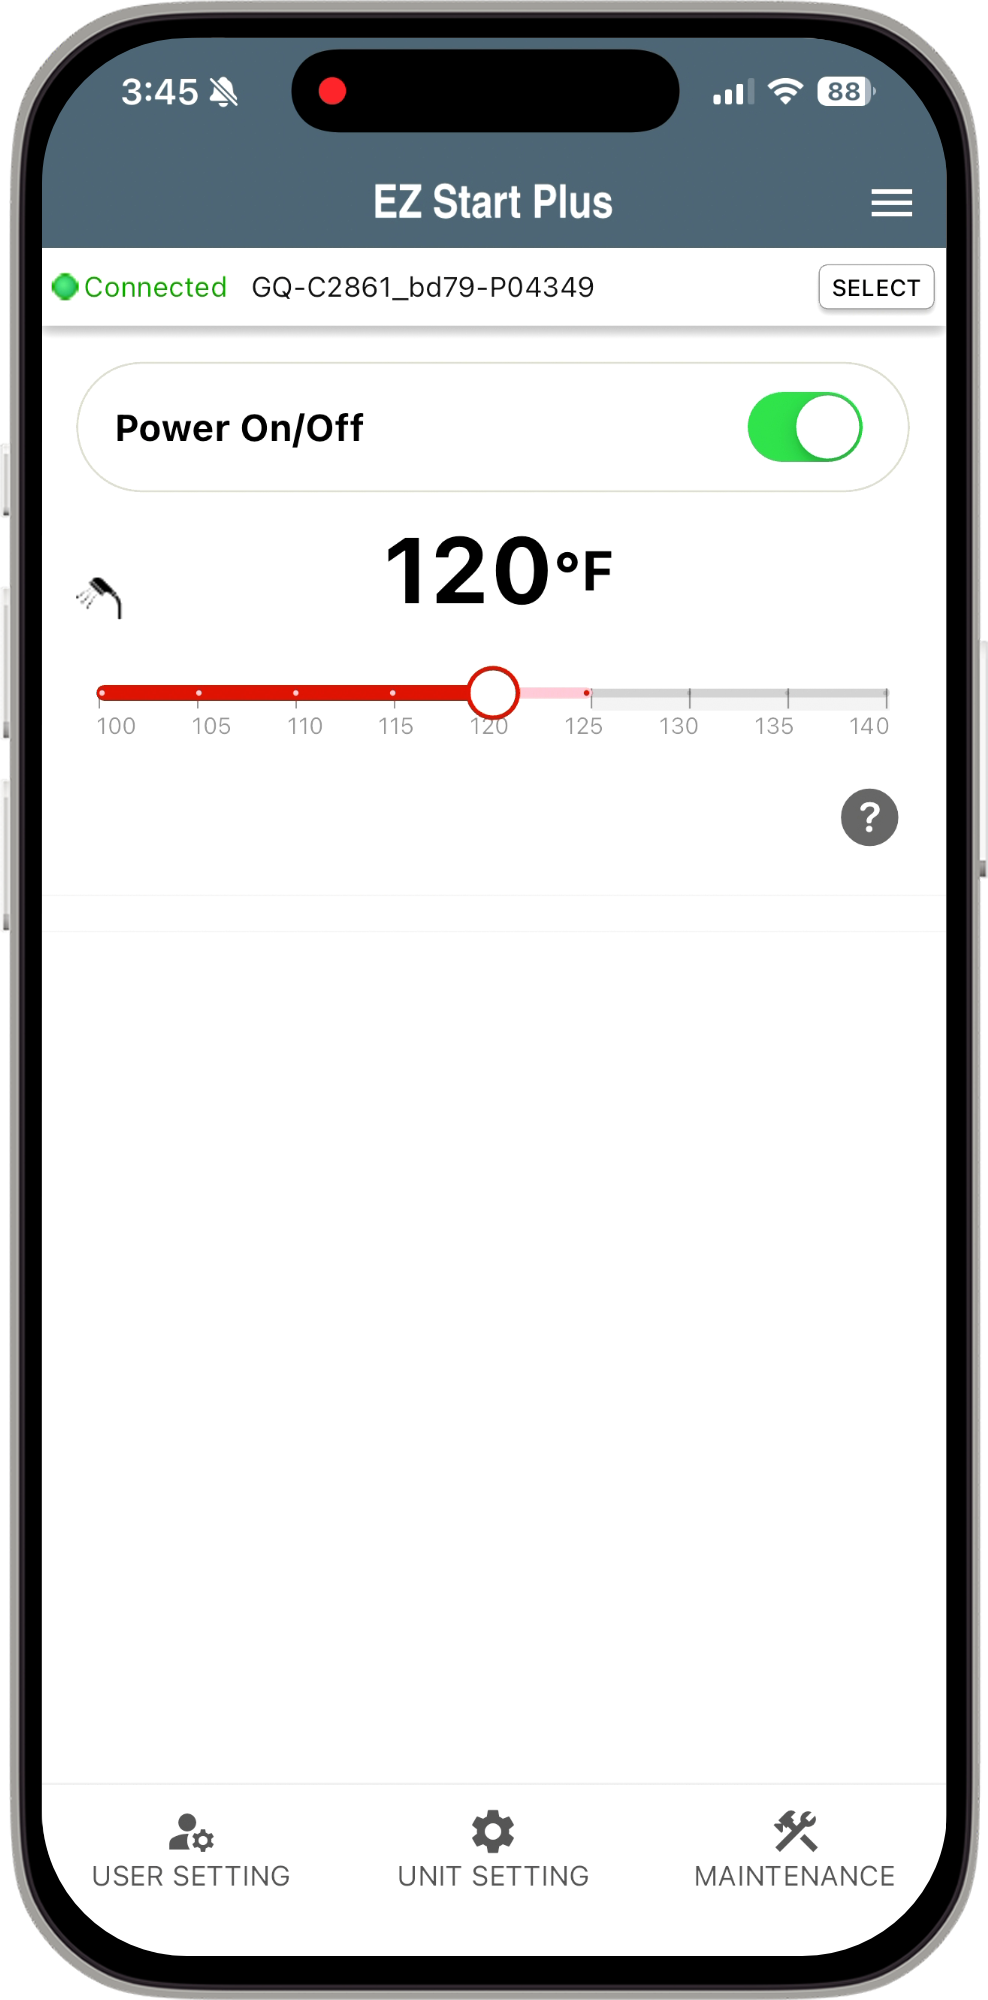 3:45 88
EZ Start Plus
Connected GQ-C2861_bd79-P04349 SELECT
Power On/Off
120°F
100 105 110 115 120 125 130 135 140
?
USER SETTING UNIT SETTING MAINTENANCE